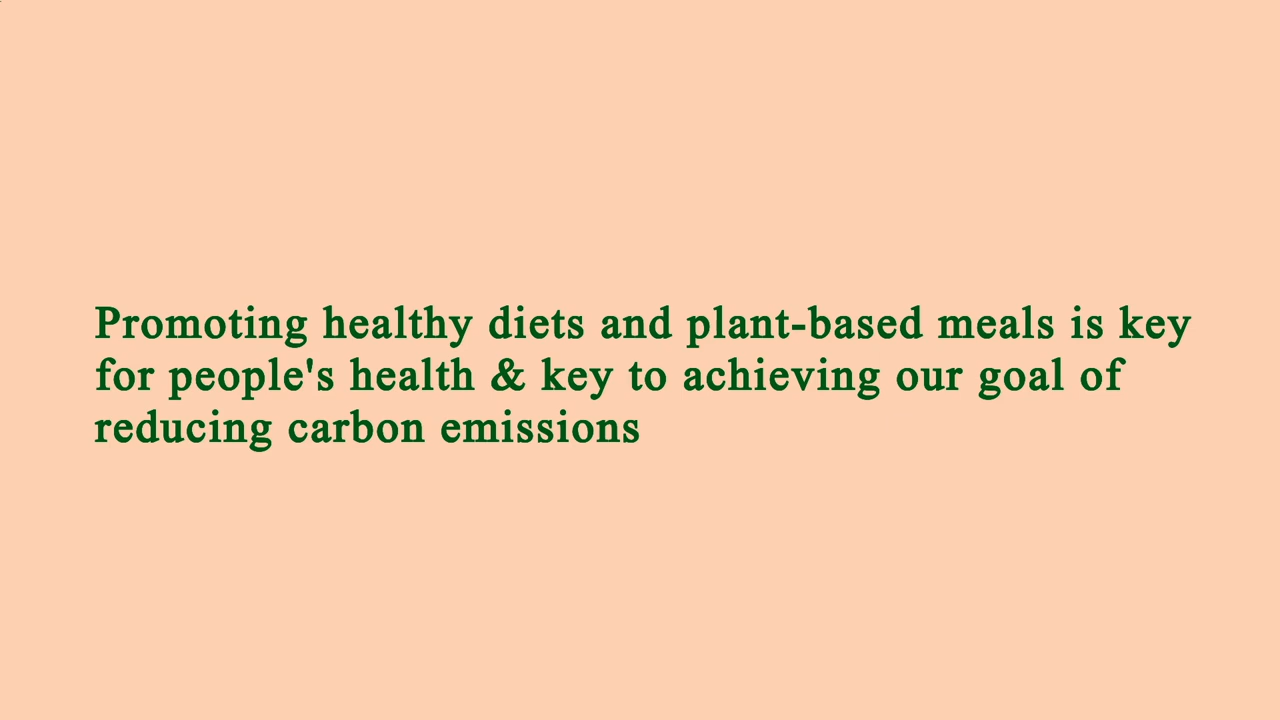 Promoting healthy diets and plant-based meals is key
for people's health & key to achieving our goal of
reducing carbon emissions